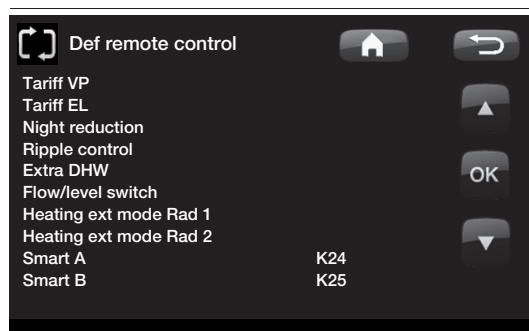 Def remote control
Tariff VP
Tariff EL
Night reduction
Ripple control
Extra DHW
OK
Flow/level switch
Heating ext mode Rad 1
Heating ext mode Rad 2
Smart A K24
Smart B K25